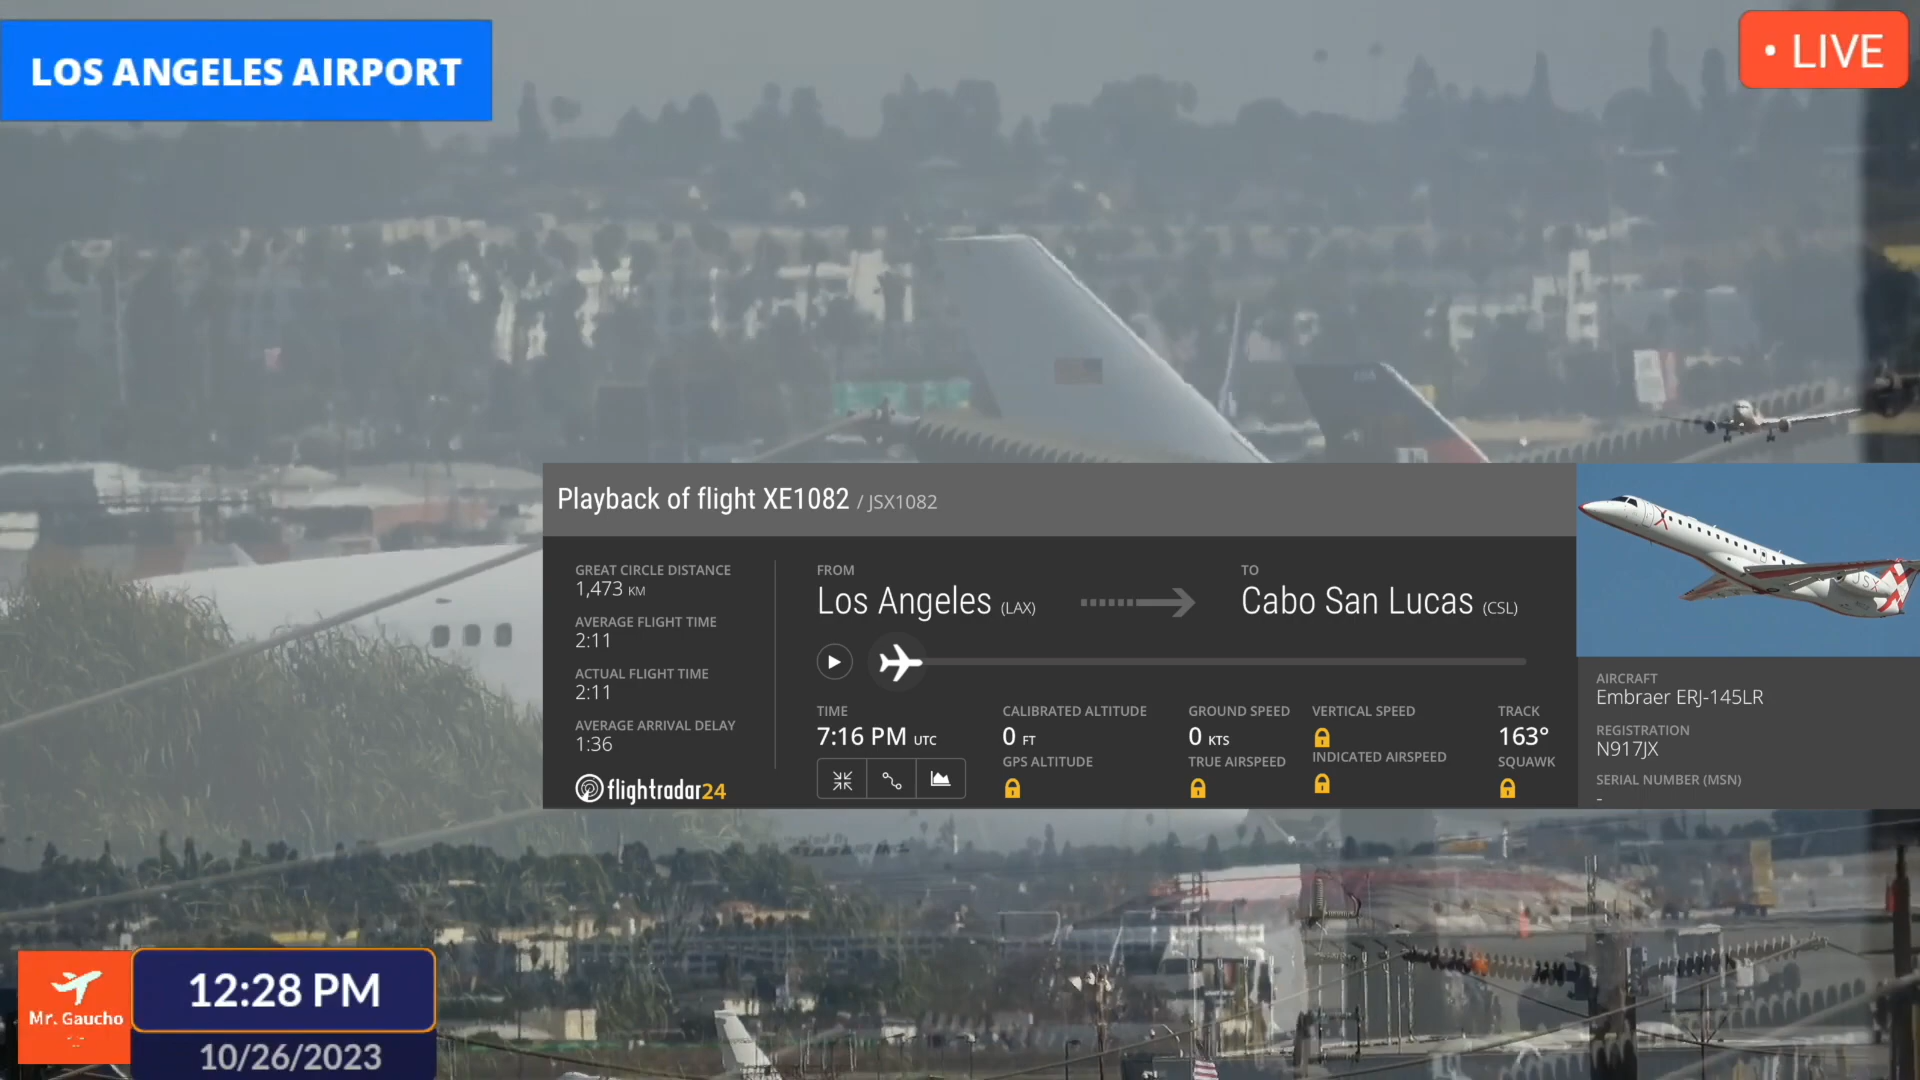 LOS ANGELES AIRPORT
• LIVE
Playback of flight XE1082 / JSX1082
GREAT CIRCLE DISTANCE
1,473 KM
AVERAGE FLIGHT TIME
2:11
ACTUAL FLIGHT TIME
2:11
AVERAGE ARRIVAL DELAY
1:36
flightradar24
FROM
Los Angeles (LAX)
TO
Cabo San Lucas (CSL)
TIME
7:16 PM UTC
CALIBRATED ALTITUDE
0 FT
GPS ALTITUDE
GROUND SPEED
0 KTS
TRUE AIRSPEED
VERTICAL SPEED
INDICATED AIRSPEED
TRACK
163°
SQUAWK
JSX
AIRCRAFT
Embraer ERJ-145LR
REGISTRATION
N917JX
SERIAL NUMBER (MSN)
-
Mr. Gaucho
12:28 PM
10/26/2023